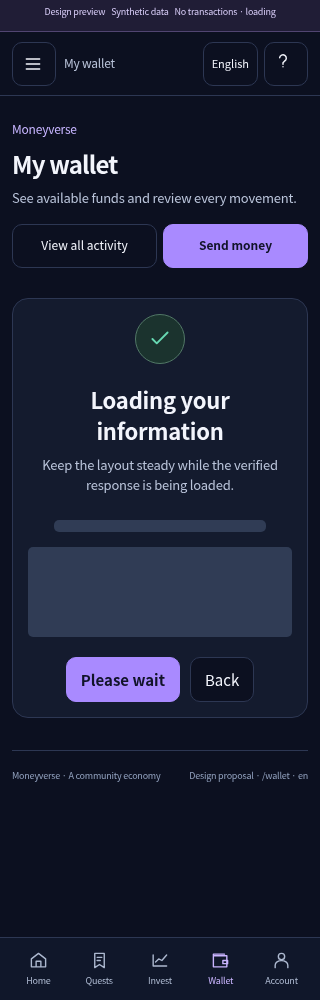 Design preview Synthetic data No transactions · loading
My wallet
English
?
Moneyverse
My wallet
See available funds and review every movement.
View all activity
Send money
Loading your
information
Keep the layout steady while the verified
response is being loaded.
Please wait
Back
Moneyverse · A community economy
Design proposal · /wallet · en
Home
Quests
Invest
Wallet
Account